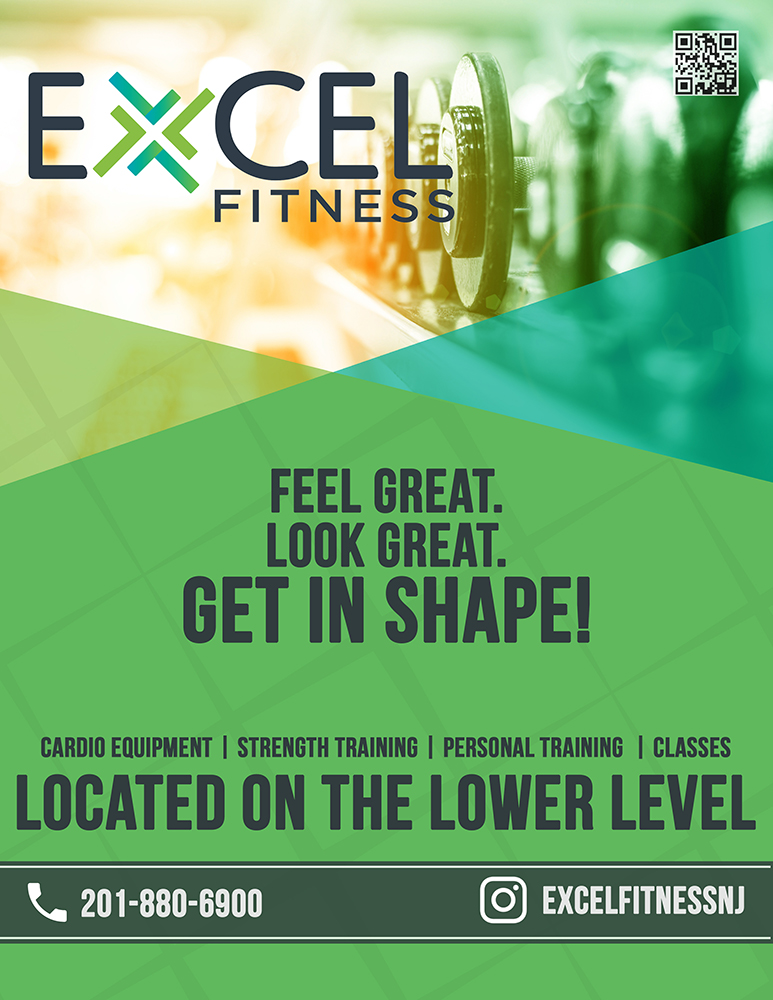 EXCEL
FITNESS
FEEL GREAT.
LOOK GREAT.
GET IN SHAPE!
CARDIO EQUIPMENT | STRENGTH TRAINING | PERSONAL TRAINING | CLASSES
LOCATED ON THE LOWER LEVEL
201-880-6900
EXCELFITNESSNJ